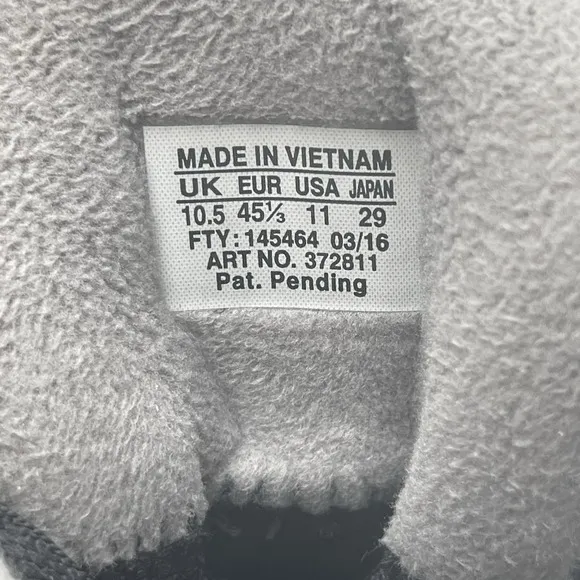 MADE IN VIETNAM
UK EUR USA JAPAN
10.5 45⅓ 11 29
FTY: 145464 03/16
ART NO. 372811
Pat. Pending